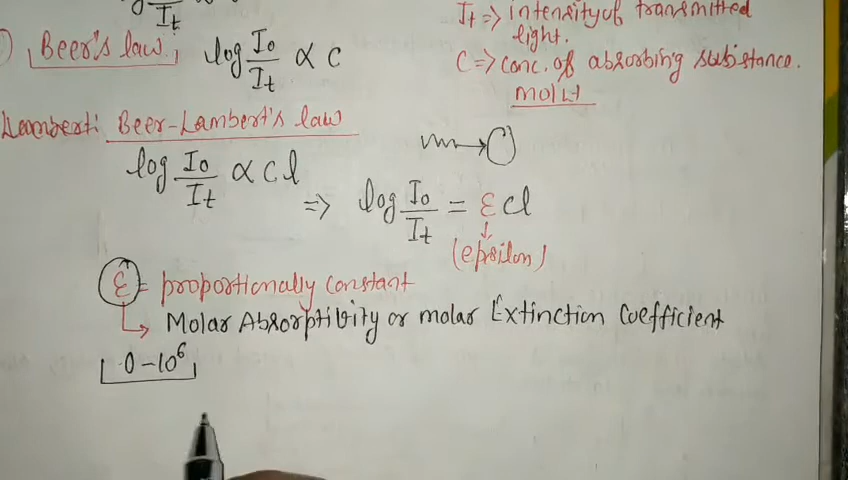 log I₀/It
It => intensity of transmitted light.
Beer's law. log I₀/It ∝ c
C => conc. of absorbing substance.
mol Lt
Lambert: Beer-Lambert's law
log I₀/It ∝ cl
=> log I₀/It = εcl
(epsilon)
ε = proportionally constant
Molar Absorptivity or molar Extinction Coefficient
0-10⁶